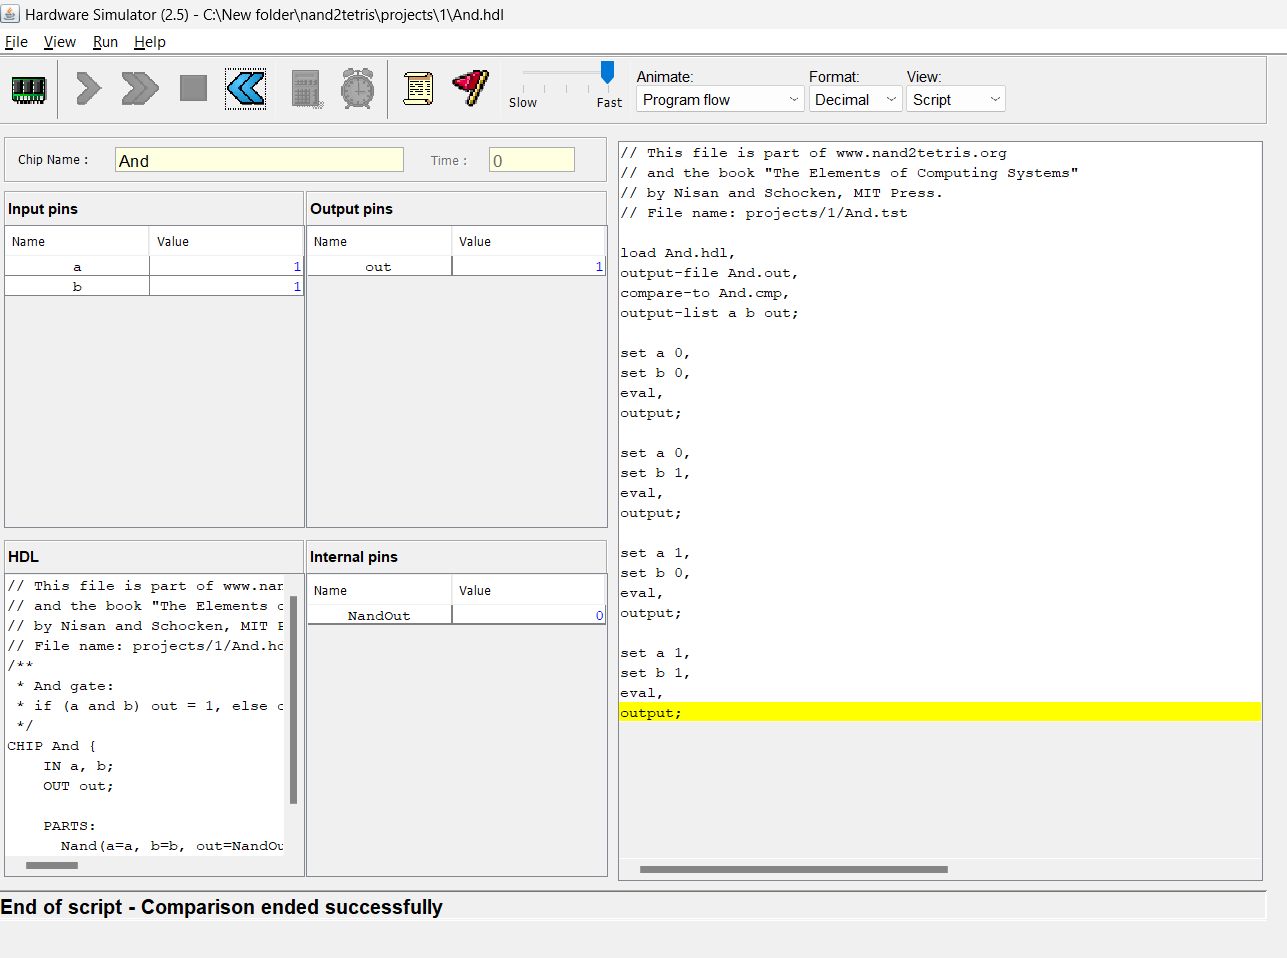 Hardware Simulator (2.5) - C:\New folder\nand2tetris\projects\1\And.hdl
File View Run Help
Slow Fast
Animate: Format: View:
Program flow Decimal Script
Chip Name : And Time : 0
Input pins
Name Value
a 1
b 1
Output pins
Name Value
out 1
HDL
// This file is part of www.nan
// and the book "The Elements o
// by Nisan and Schocken, MIT P
// File name: projects/1/And.hd
/**
* And gate:
* if (a and b) out = 1, else o
*/
CHIP And {
IN a, b;
OUT out;
PARTS:
Nand(a=a, b=b, out=NandOu
Internal pins
Name Value
NandOut 0
// This file is part of www.nand2tetris.org
// and the book "The Elements of Computing Systems"
// by Nisan and Schocken, MIT Press.
// File name: projects/1/And.tst
load And.hdl,
output-file And.out,
compare-to And.cmp,
output-list a b out;
set a 0,
set b 0,
eval,
output;
set a 0,
set b 1,
eval,
output;
set a 1,
set b 0,
eval,
output;
set a 1,
set b 1,
eval,
output;
End of script - Comparison ended successfully